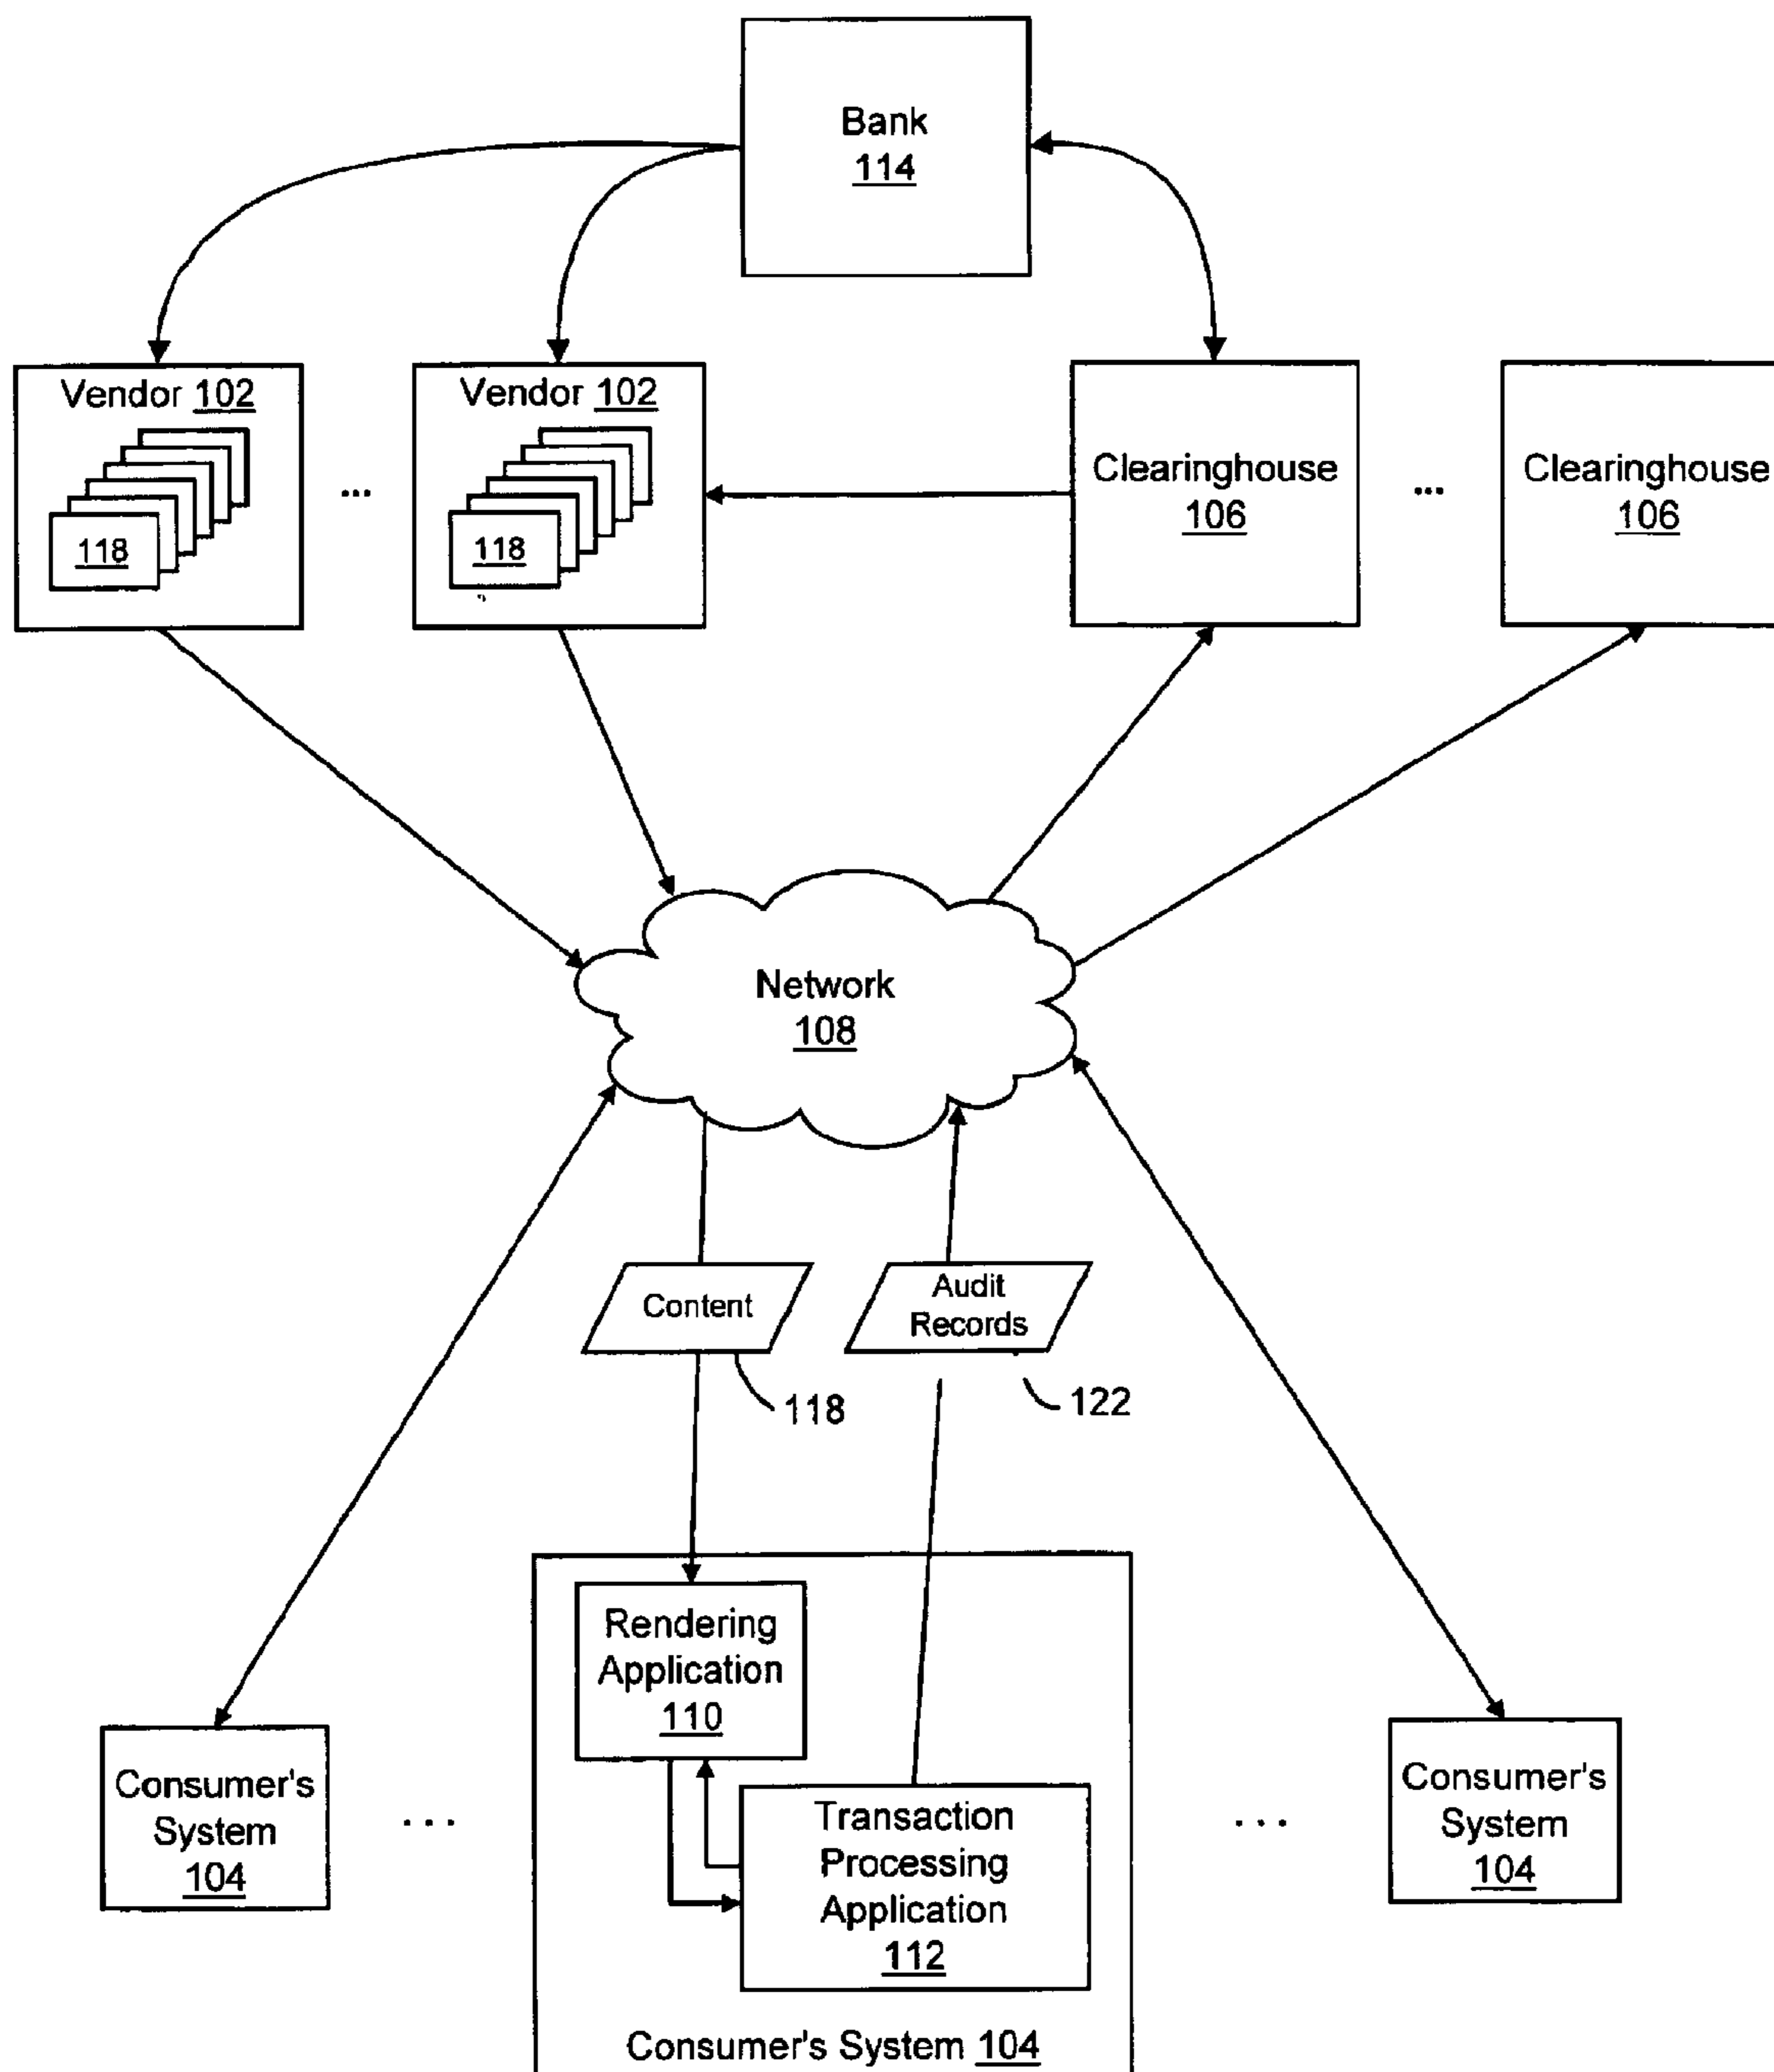 Bank
114
Vendor 102
118
...
Vendor 102
118
Clearinghouse
106
...
Clearinghouse
106
Network
108
Content
118
Audit
Records
122
Rendering
Application
110
Transaction
Processing
Application
112
Consumer's System 104
Consumer's
System
104
...
...
Consumer's
System
104